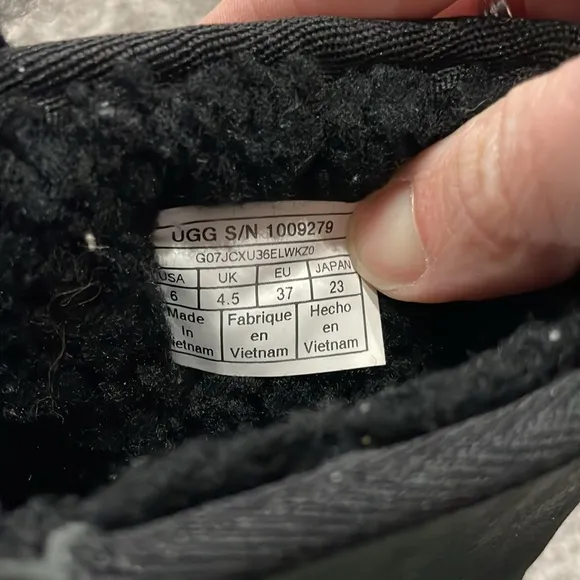 UGG S/N 1009279
G07JCXU36ELWKZ0
USA UK EU JAPAN
6 4.5 37 23
Made Fabrique Hecho
In en en
Vietnam Vietnam Vietnam